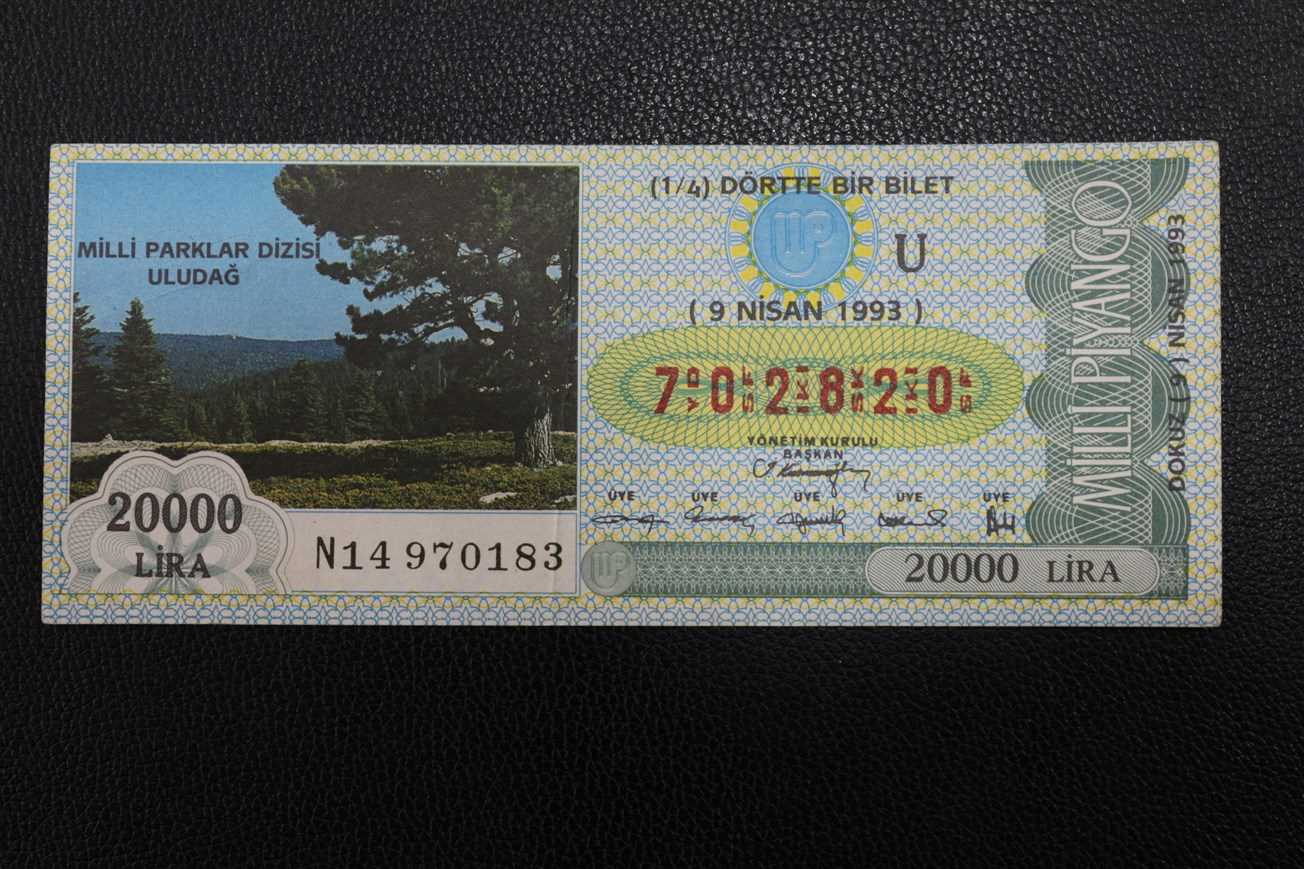 MİLLİ PARKLAR DİZİSİ
ULUDAĞ
20000
LİRA
N14 970183
(1/4) DÖRTTE BİR BİLET
U
( 9 NİSAN 1993 )
702820
YÖNETİM KURULU
BAŞKAN
ÜYE ÜYE ÜYE ÜYE ÜYE
20000 LİRA
MİLLİ PİYANGO
DOKUZ ( 9 ) NİSAN 1993